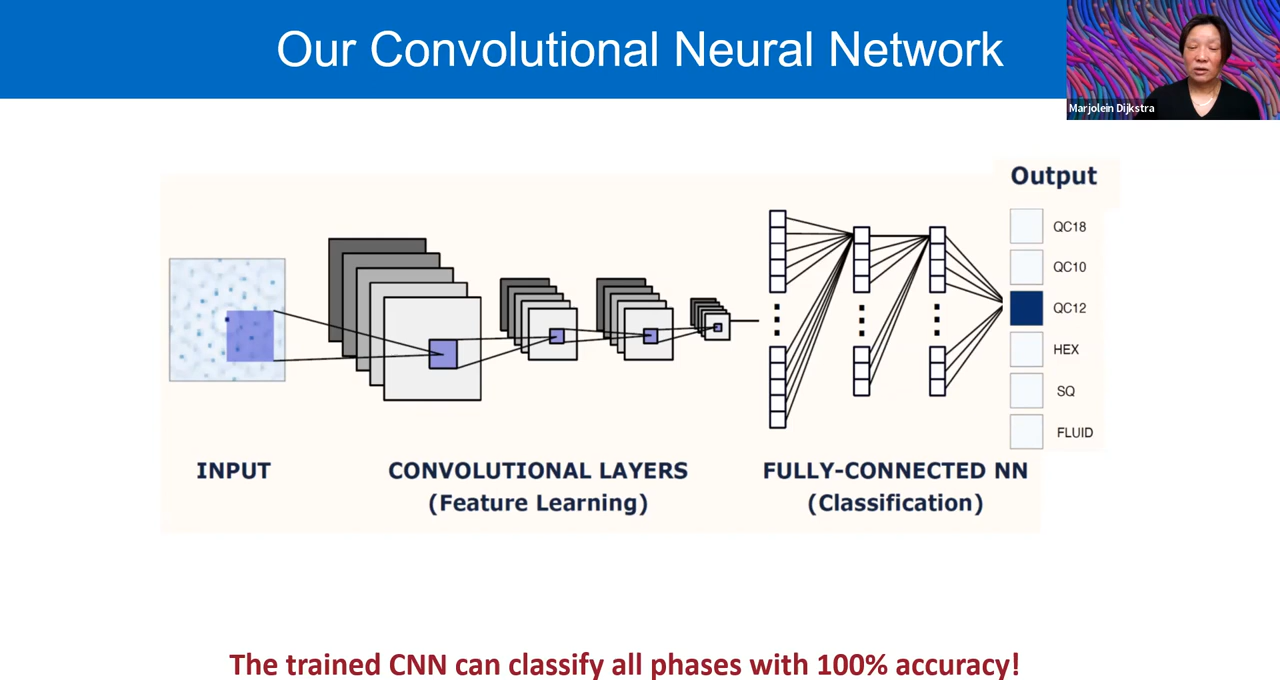 Our Convolutional Neural Network
Marjolein Dijkstra
Output
QC18
QC10
QC12
HEX
SQ
FLUID
INPUT
CONVOLUTIONAL LAYERS
(Feature Learning)
FULLY-CONNECTED NN
(Classification)
The trained CNN can classify all phases with 100% accuracy!